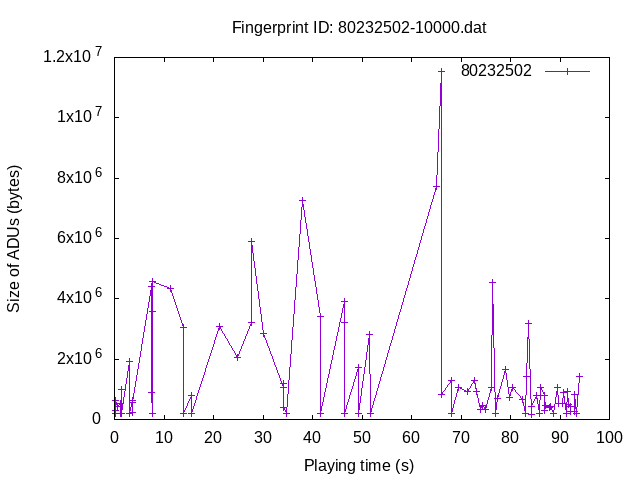 Fingerprint ID: 80232502-10000.dat
80232502
Size of ADUs (bytes)
1.2x10^7
1x10^7
8x10^6
6x10^6
4x10^6
2x10^6
0
0 10 20 30 40 50 60 70 80 90 100
Playing time (s)